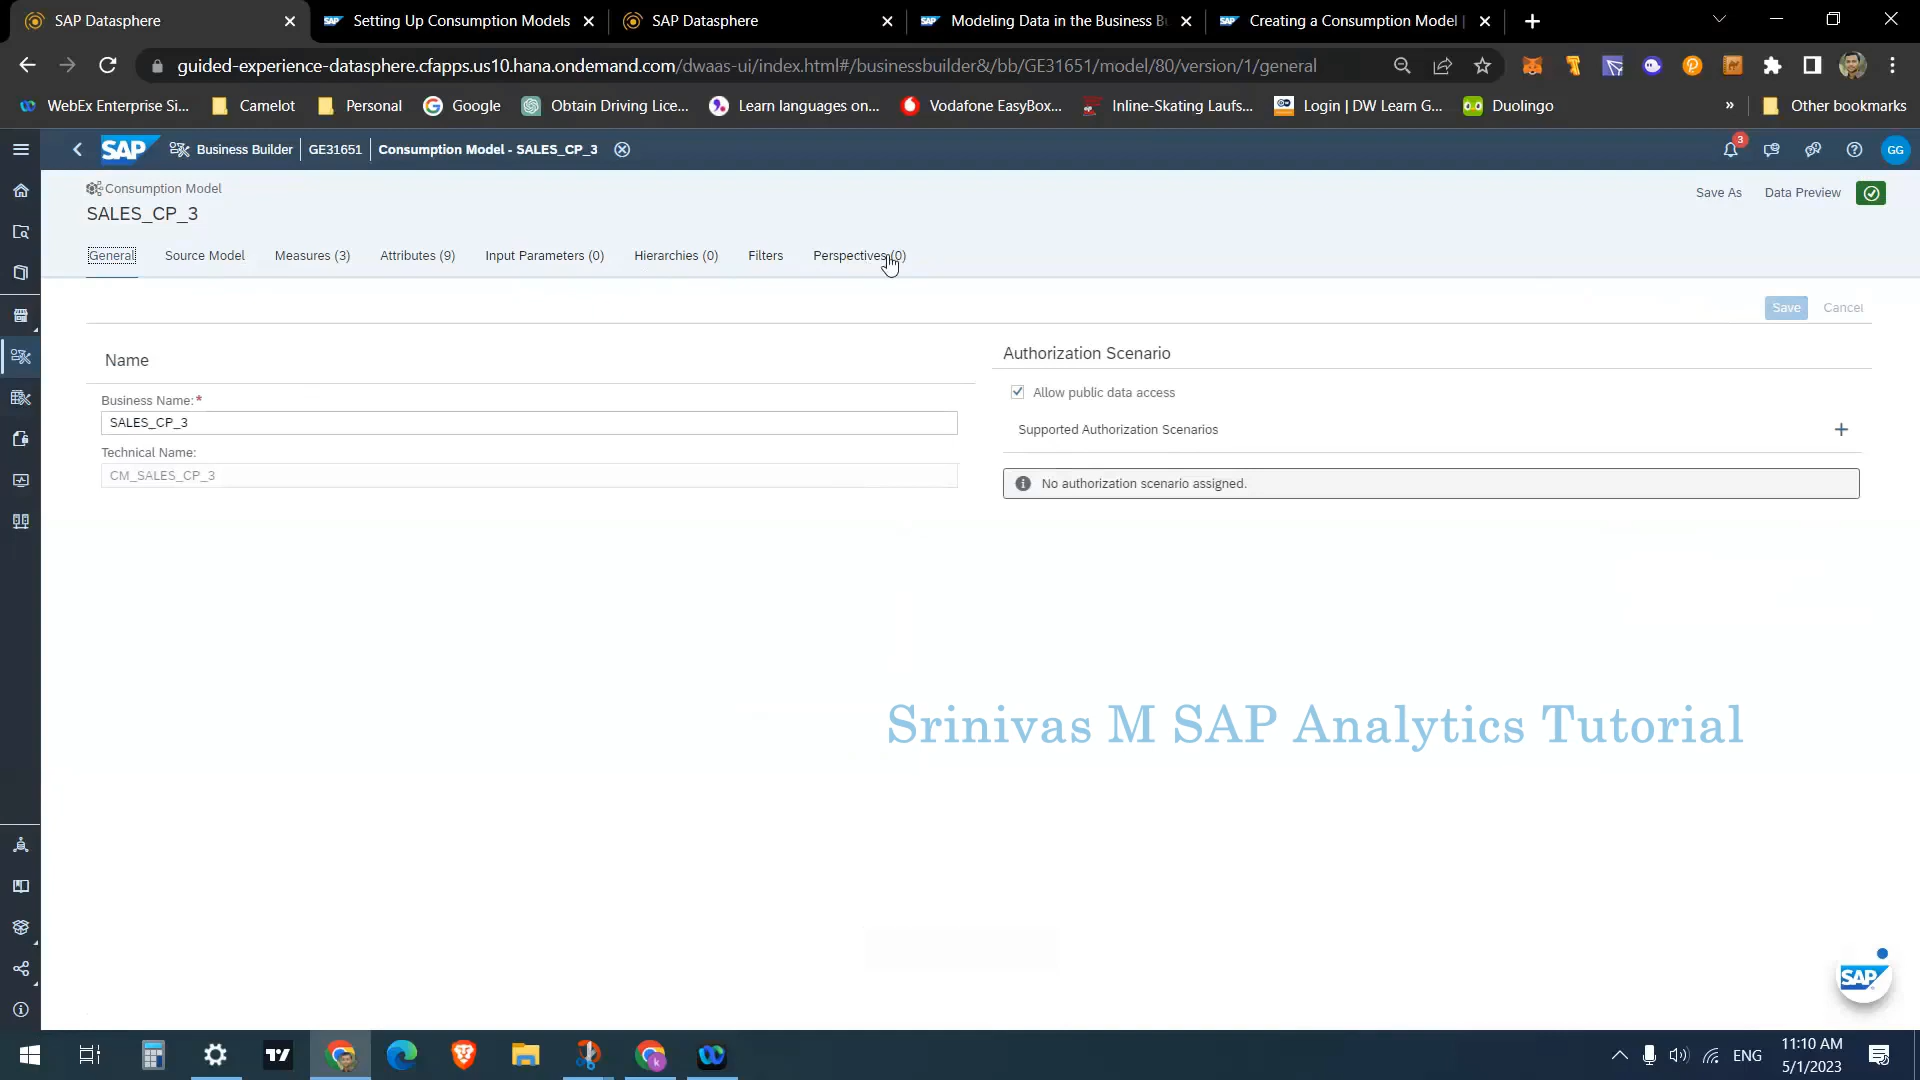 SAP Datasphere
Setting Up Consumption Models
SAP Datasphere
Modeling Data in the Business B
Creating a Consumption Model |
guided-experience-datasphere.cfapps.us10.hana.ondemand.com/dwaas-ui/index.html#/businessbuilder&/bb/GE31651/model/80/version/1/general
WebEx Enterprise Si...
Camelot
Personal
Google
Obtain Driving Lice...
Learn languages on...
Vodafone EasyBox...
Inline-Skating Laufs...
Login | DW Learn G...
Duolingo
»
Other bookmarks
SAP
Business Builder
GE31651
Consumption Model - SALES_CP_3
3
GG
Consumption Model
SALES_CP_3
Save As
Data Preview
General
Source Model
Measures (3)
Attributes (9)
Input Parameters (0)
Hierarchies (0)
Filters
Perspectives (0)
Save
Cancel
Name
Business Name:*
SALES_CP_3
Technical Name:
CM_SALES_CP_3
Authorization Scenario
Allow public data access
Supported Authorization Scenarios
No authorization scenario assigned.
Srinivas M SAP Analytics Tutorial
SAP
ENG
11:10 AM
5/1/2023